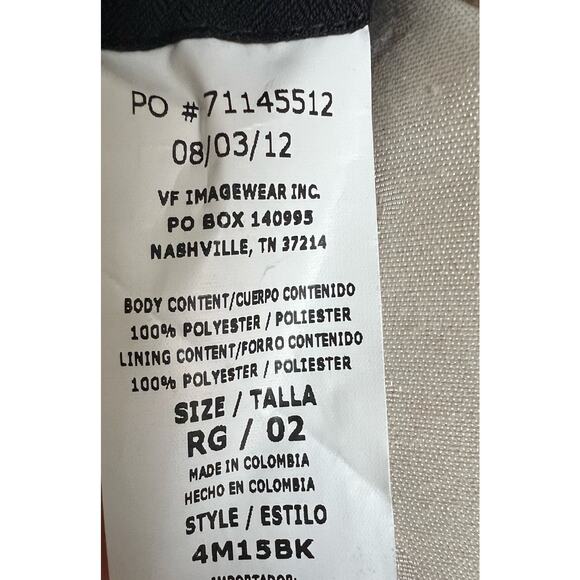 PO #71145512
08/03/12
VF IMAGEWEAR INC.
PO BOX 140995
NASHVILLE, TN 37214
BODY CONTENT/CUERPO CONTENIDO
100% POLYESTER / POLIESTER
LINING CONTENT/FORRO CONTENIDO
100% POLYESTER / POLIESTER
SIZE / TALLA
RG / 02
MADE IN COLOMBIA
HECHO EN COLOMBIA
STYLE / ESTILO
4M15BK
IMPORTADOR: